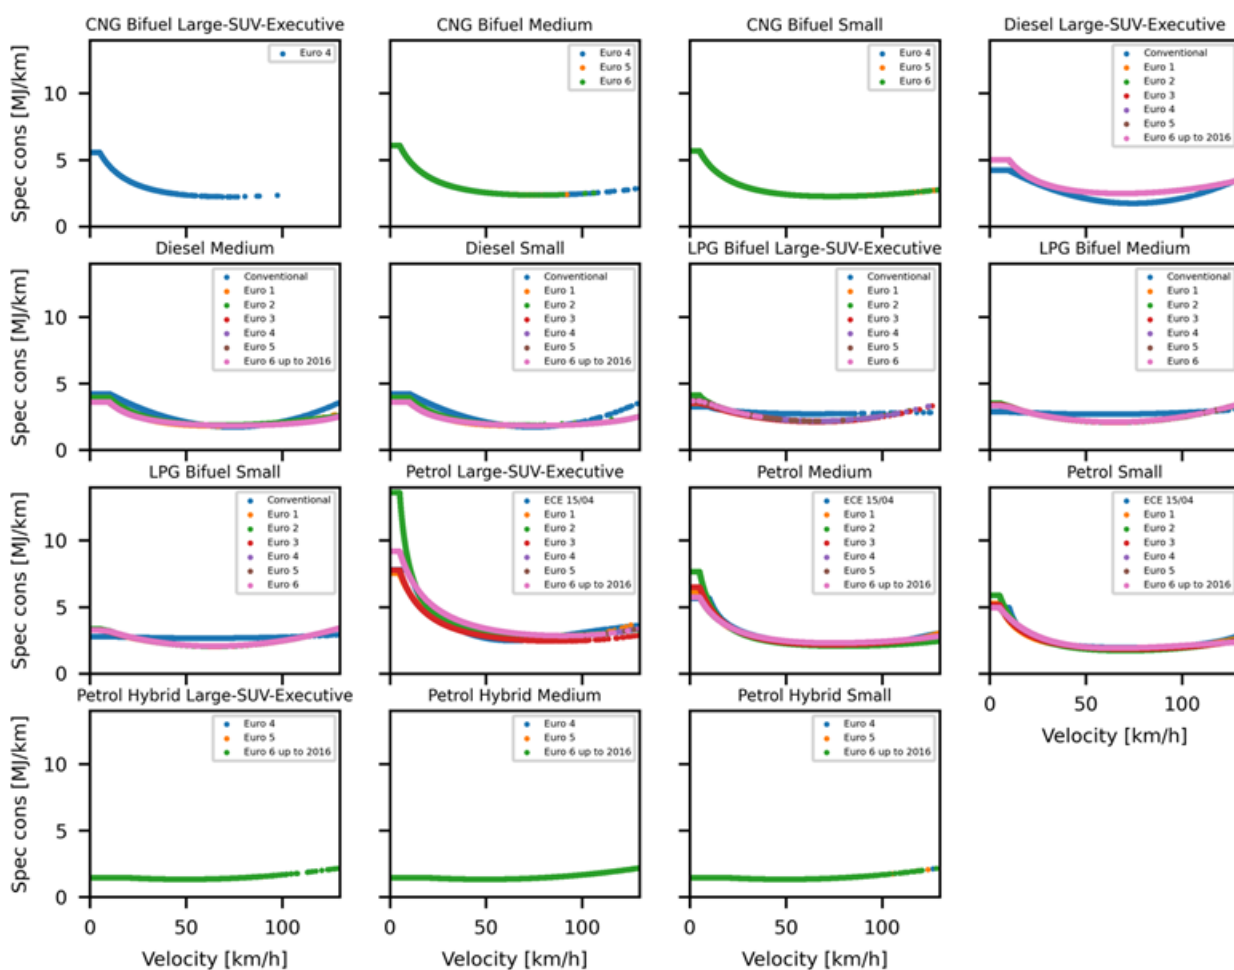 CNG Bifuel Large-SUV-Executive
CNG Bifuel Medium
CNG Bifuel Small
Diesel Large-SUV-Executive
Spec cons [MJ/km]
10
5
0
Euro 4
Euro 4
Euro 5
Euro 6
Euro 4
Euro 5
Euro 6
Conventional
Euro 1
Euro 2
Euro 3
Euro 4
Euro 5
Euro 6 up to 2016
Diesel Medium
Diesel Small
LPG Bifuel Large-SUV-Executive
LPG Bifuel Medium
Spec cons [MJ/km]
10
5
0
Conventional
Euro 1
Euro 2
Euro 3
Euro 4
Euro 5
Euro 6 up to 2016
Conventional
Euro 1
Euro 2
Euro 3
Euro 4
Euro 5
Euro 6 up to 2016
Conventional
Euro 1
Euro 2
Euro 3
Euro 4
Euro 5
Euro 6
Conventional
Euro 1
Euro 2
Euro 3
Euro 4
Euro 5
Euro 6
LPG Bifuel Small
Petrol Large-SUV-Executive
Petrol Medium
Petrol Small
Spec cons [MJ/km]
10
5
0
Conventional
Euro 1
Euro 2
Euro 3
Euro 4
Euro 5
Euro 6
ECE 15/04
Euro 1
Euro 2
Euro 3
Euro 4
Euro 5
Euro 6 up to 2016
ECE 15/04
Euro 1
Euro 2
Euro 3
Euro 4
Euro 5
Euro 6 up to 2016
ECE 15/04
Euro 1
Euro 2
Euro 3
Euro 4
Euro 5
Euro 6 up to 2016
0 100
Velocity [km/h]
Petrol Hybrid Large-SUV-Executive
Petrol Hybrid Medium
Petrol Hybrid Small
Spec cons [MJ/km]
10
5
0
Euro 4
Euro 5
Euro 6 up to 2016
Euro 4
Euro 5
Euro 6 up to 2016
Euro 4
Euro 5
Euro 6 up to 2016
0 50 100
0 50 100
0 50 100
Velocity [km/h]
Velocity [km/h]
Velocity [km/h]